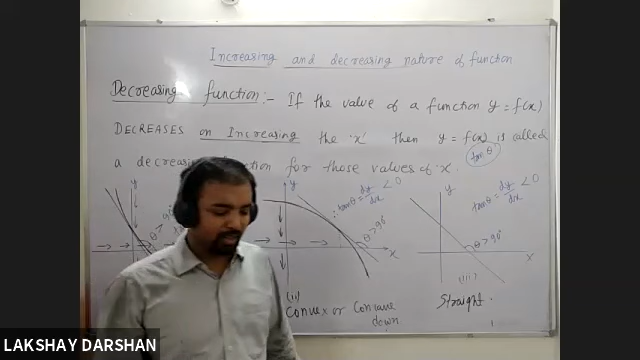 Increasing and decreasing nature of function
Decreasing function:- If the value of a function y = f(x)
DECREASES on Increasing the 'x' then y = f(x) is called
tan θ
a decreasing function for those values of x.
y
∴ tanθ = dy/dx < 0
y
tanθ = dy/dx < 0
θ > 90°
θ > 90°
θ > 90°
x
x
(ii)
(iii)
Convex or Concave
down
Straight.
LAKSHAY DARSHAN